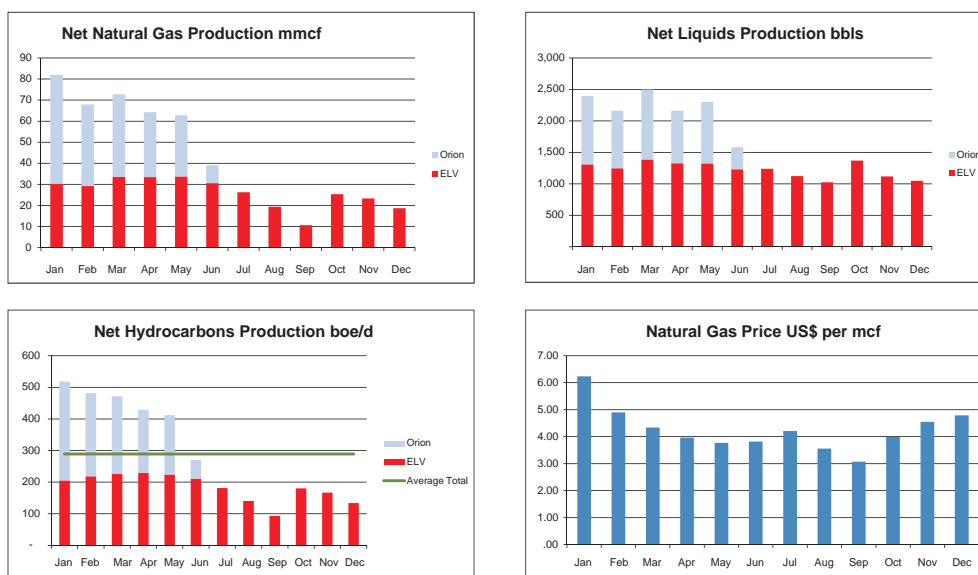 Net Natural Gas Production mmcf
90
80
70
60
50
40
30
20
10
0
Jan Feb Mar Apr May Jun Jul Aug Sep Oct Nov Dec
Orion
ELV
Net Liquids Production bbls
3,000
2,500
2,000
1,500
1,000
500
Jan Feb Mar Apr May Jun Jul Aug Sep Oct Nov Dec
Orion
ELV
Net Hydrocarbons Production boe/d
600
500
400
300
200
100
-
Jan Feb Mar Apr May Jun Jul Aug Sep Oct Nov Dec
Orion
ELV
Average Total
Natural Gas Price US$ per mcf
7.00
6.00
5.00
4.00
3.00
2.00
1.00
.00
Jan Feb Mar Apr May Jun Jul Aug Sep Oct Nov Dec